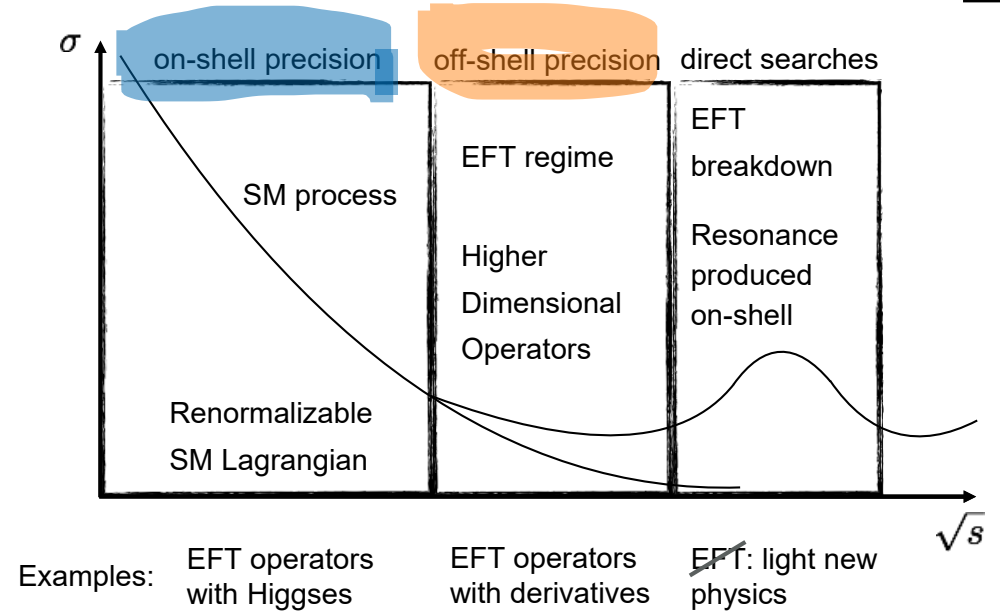 σ
on-shell precision
off-shell precision
direct searches
SM process
Renormalizable
SM Lagrangian
EFT regime
Higher
Dimensional
Operators
EFT
breakdown
Resonance
produced
on-shell
√s
Examples:
EFT operators
with Higgses
EFT operators
with derivatives
EFT: light new
physics